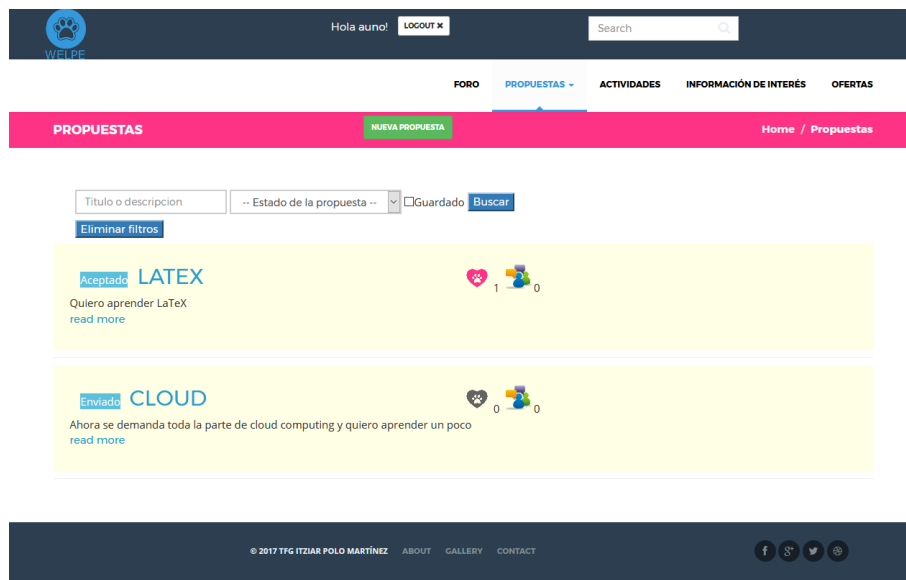 WELPE
Hola auno! LOGOUT ✖ Search
FORO PROPUESTAS ACTIVIDADES INFORMACIÓN DE INTERÉS OFERTAS
PROPUESTAS NUEVA PROPUESTA Home / Propuestas
Titulo o descripcion -- Estado de la propuesta -- Guardado Buscar
Eliminar filtros
Aceptado LATEX 1 0
Quiero aprender LaTeX
read more
Enviado CLOUD 0 0
Ahora se demanda toda la parte de cloud computing y quiero aprender un poco
read more
© 2017 TFG ITZIAR POLO MARTÍNEZ ABOUT GALLERY CONTACT